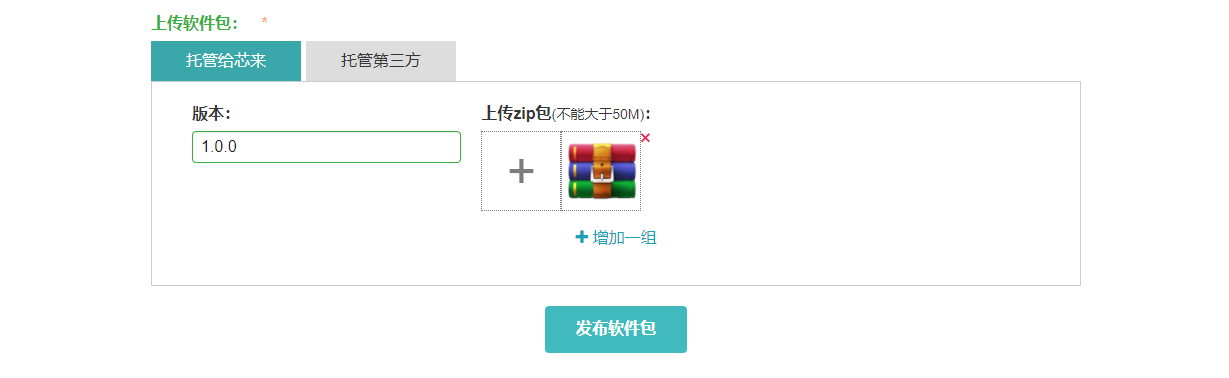 上传软件包： *
托管给芯来 托管第三方
版本： 上传zip包(不能大于50M)：
1.0.0
增加一组
发布软件包